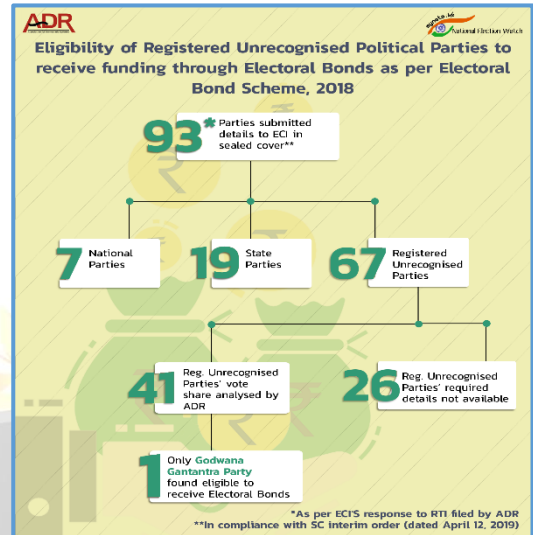 ADR
myneta.info
National Election Watch
Eligibility of Registered Unrecognised Political Parties to
receive funding through Electoral Bonds as per Electoral
Bond Scheme, 2018
93* Parties submitted
details to ECI in
sealed cover**
7 National
Parties
19 State
Parties
67 Registered
Unrecognised
Parties
41 Reg. Unrecognised
Parties' vote
share analysed by
ADR
26 Reg. Unrecognised
Parties' required
details not available
1 Only Godwana
Gantantra Party
found eligible to
receive Electoral Bonds
*As per ECI'S response to RTI filed by ADR
**In compliance with SC interim order (dated April 12, 2019)